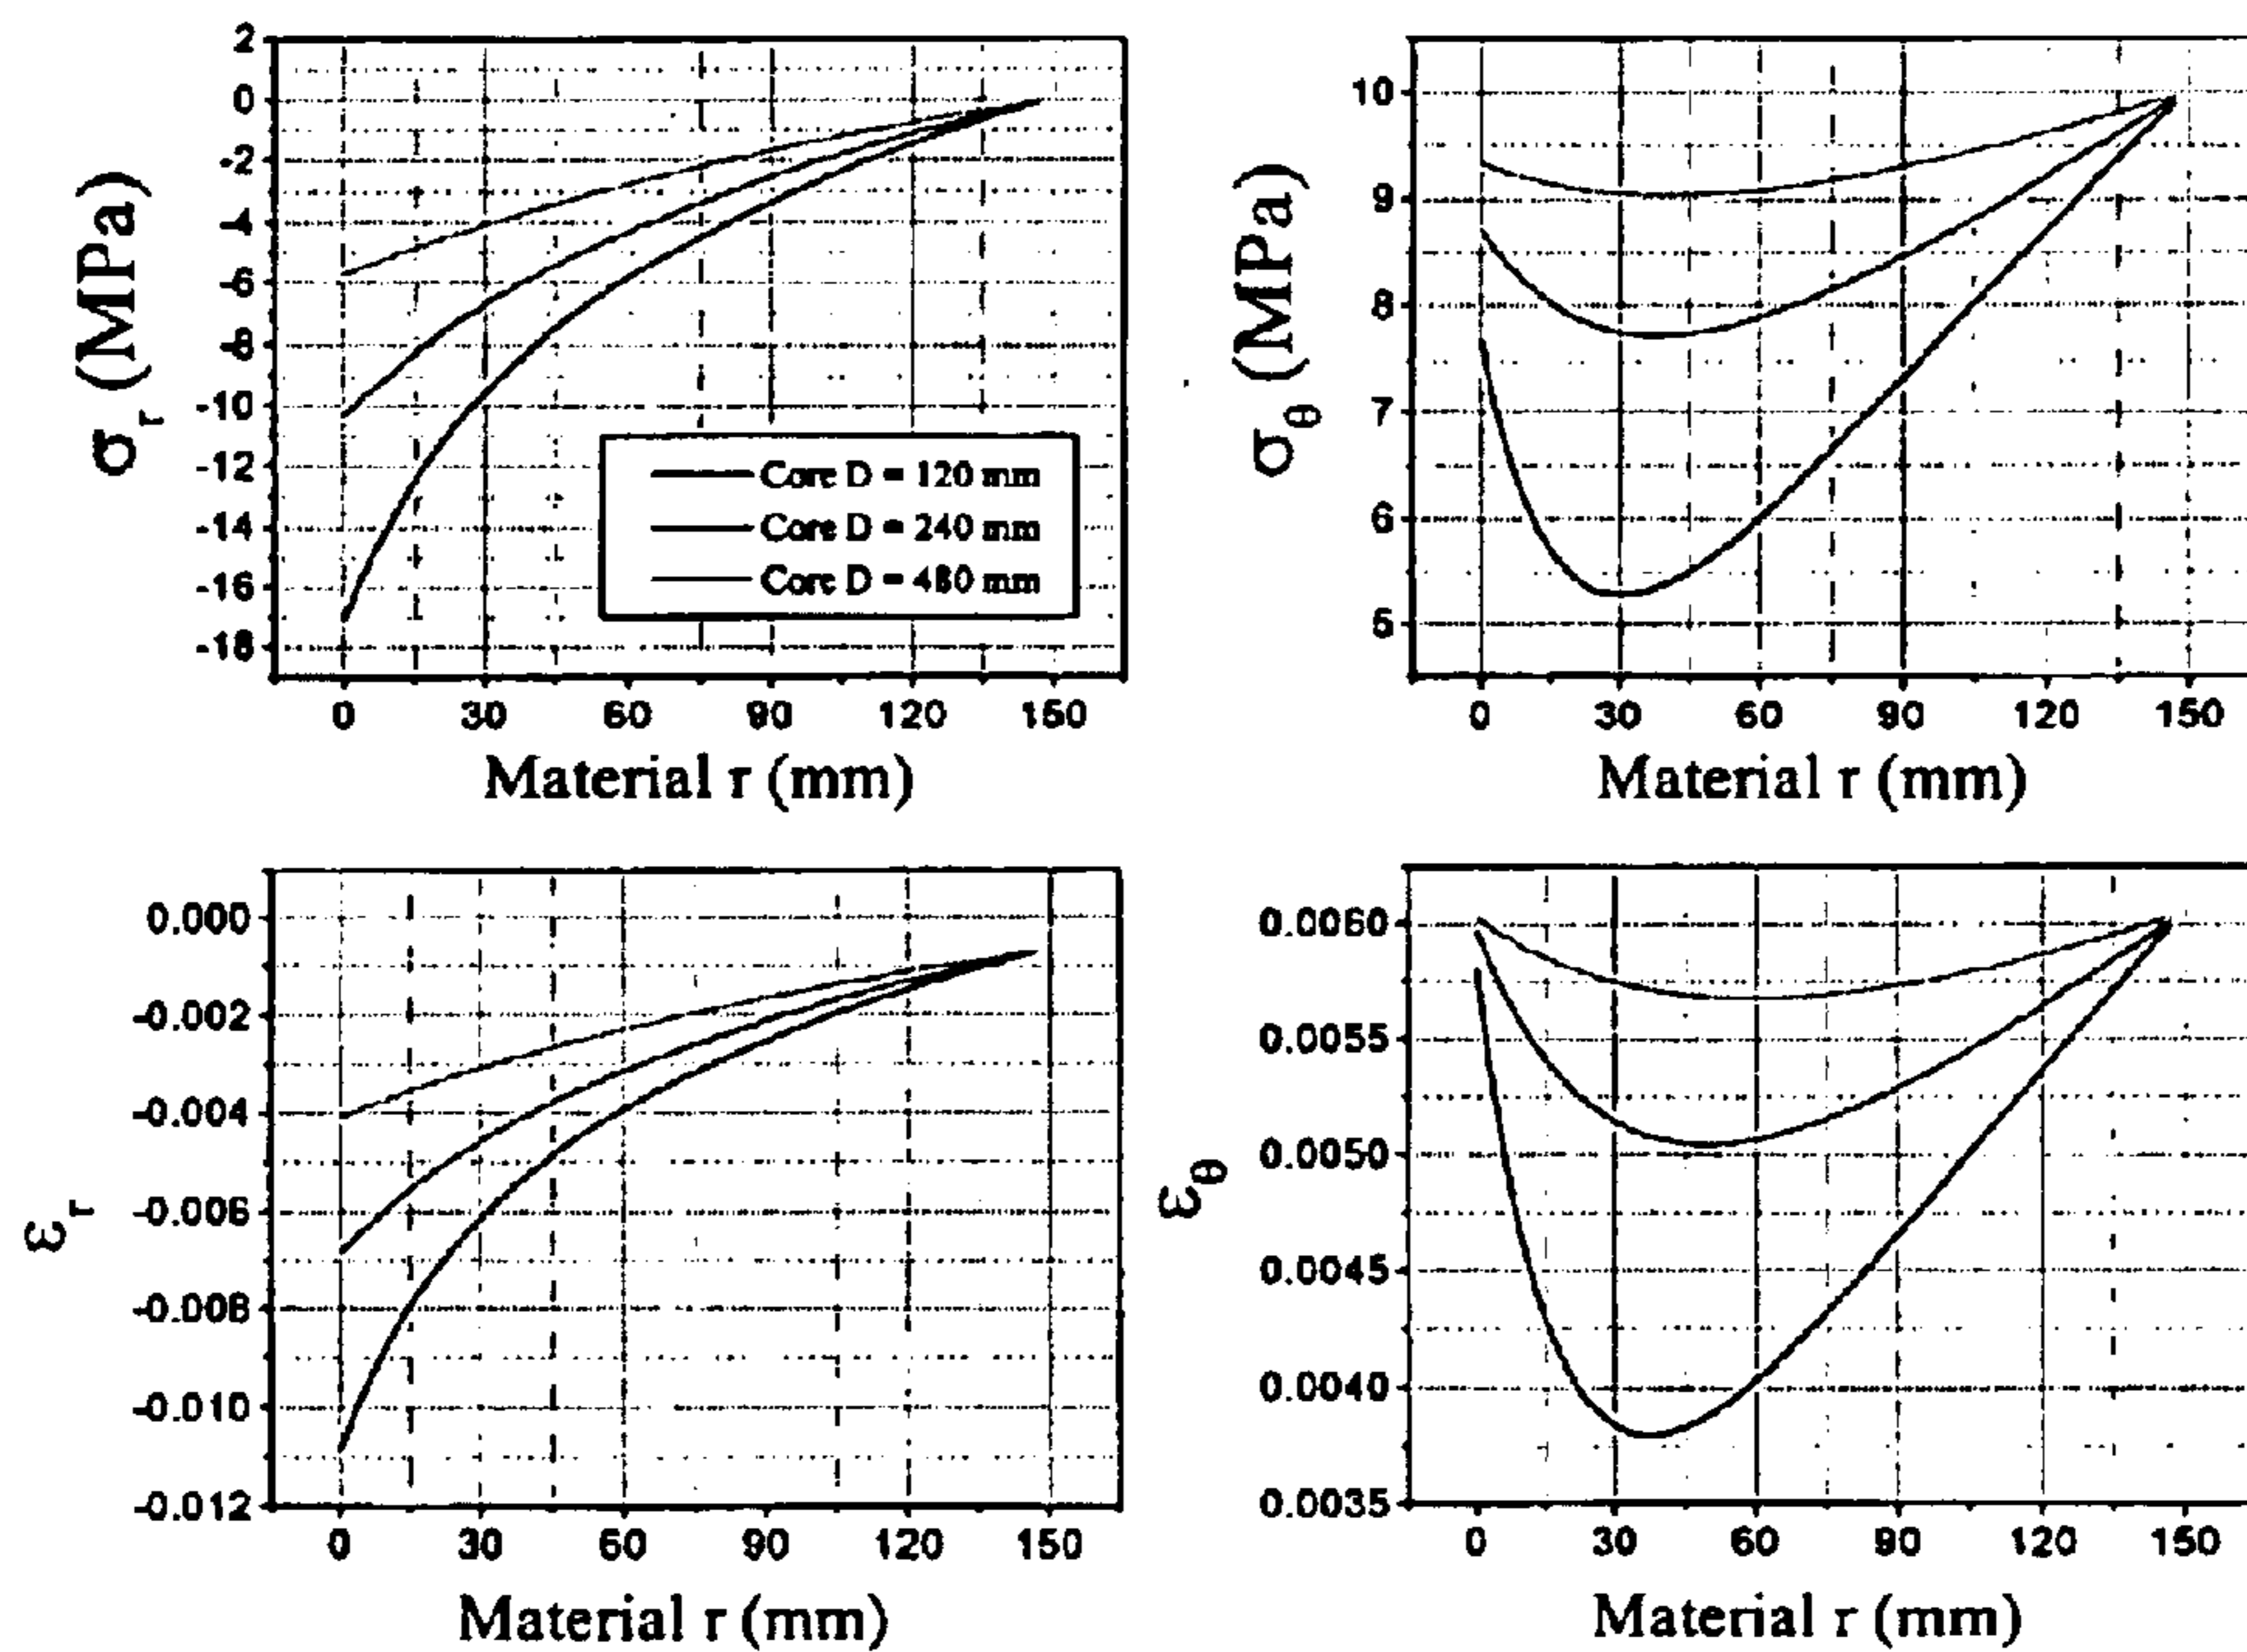 σr (MPa)
2
0
-2
-4
-6
-8
-10
-12
-14
-16
-18
Core D = 120 mm
Core D = 240 mm
Core D = 480 mm
0 30 60 90 120 150
Material r (mm)
σθ (MPa)
10
9
8
7
6
5
0 30 60 90 120 150
Material r (mm)
εr
0.000
-0.002
-0.004
-0.006
-0.008
-0.010
-0.012
0 30 60 90 120 150
Material r (mm)
εθ
0.0060
0.0055
0.0050
0.0045
0.0040
0.0035
0 30 60 90 120 150
Material r (mm)